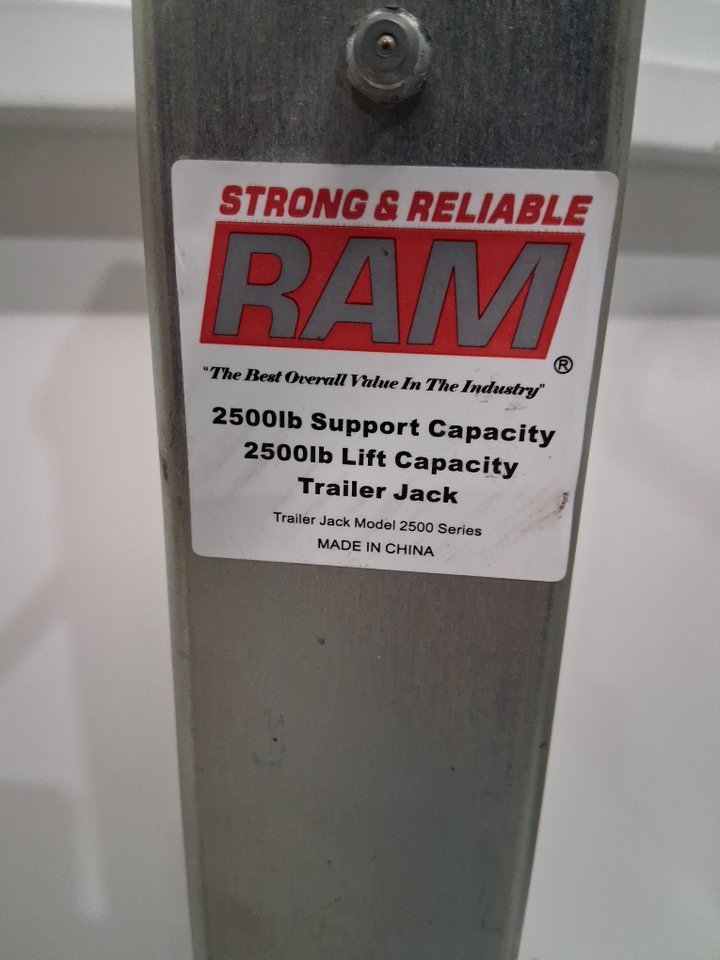 STRONG & RELIABLE
RAM
®
"The Best Overall Value In The Industry"
2500lb Support Capacity
2500lb Lift Capacity
Trailer Jack
Trailer Jack Model 2500 Series
MADE IN CHINA